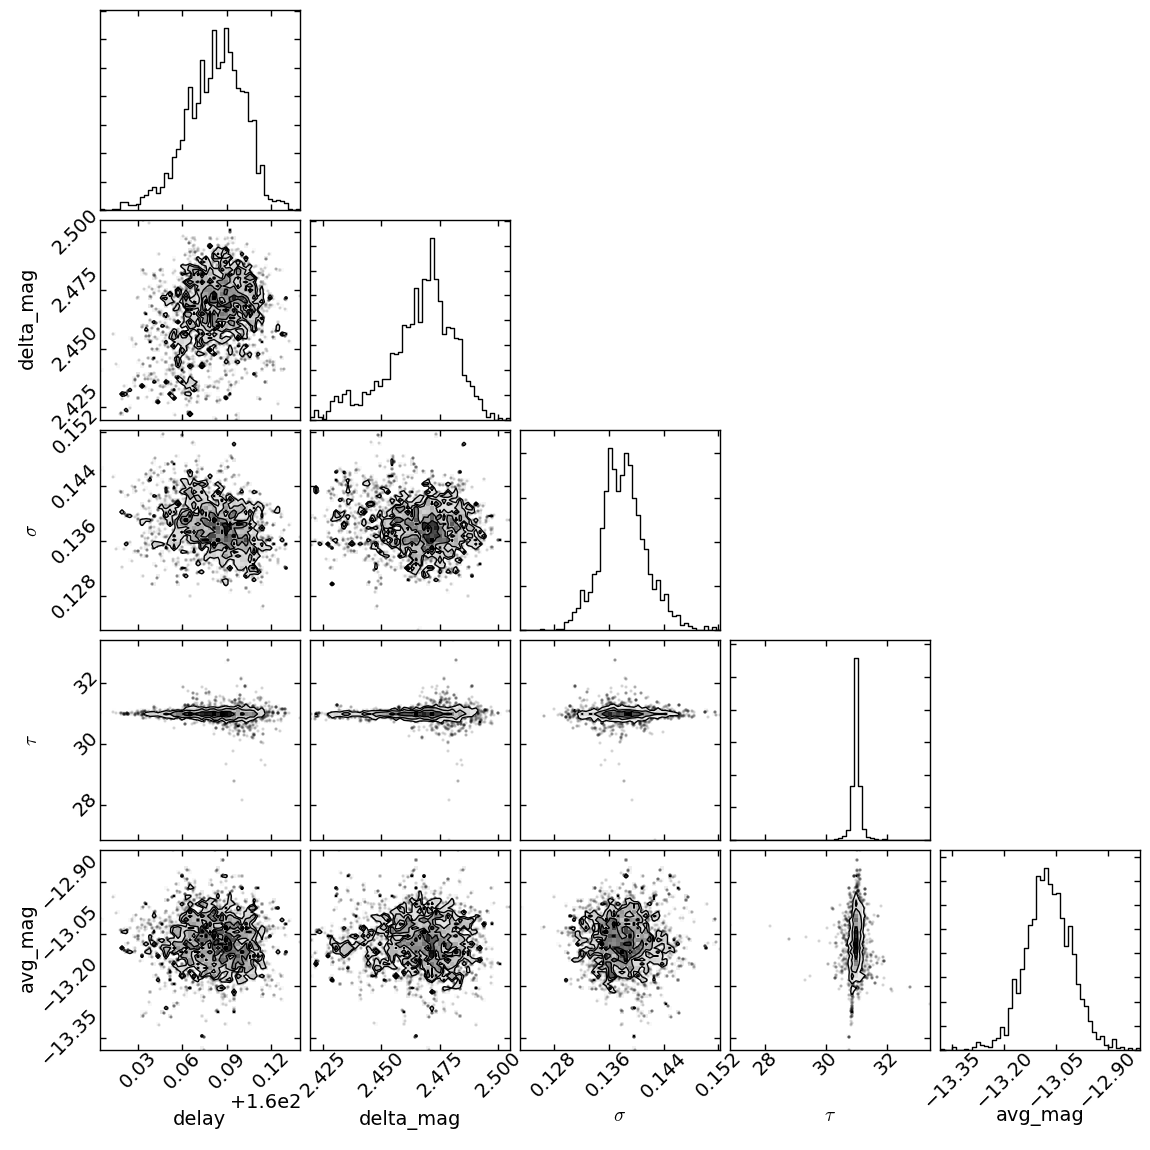 2.500
2.475
2.450
2.425
delta_mag
0.152
0.144
0.136
0.128
σ
32
30
28
τ
−12.90
−13.05
−13.20
−13.35
avg_mag
0.03 0.06 0.09 0.12
+1.6e2
delay
2.425 2.450 2.475 2.500
delta_mag
0.128 0.136 0.144 0.152
σ
28 30 32
τ
−13.35 −13.20 −13.05 −12.90
avg_mag